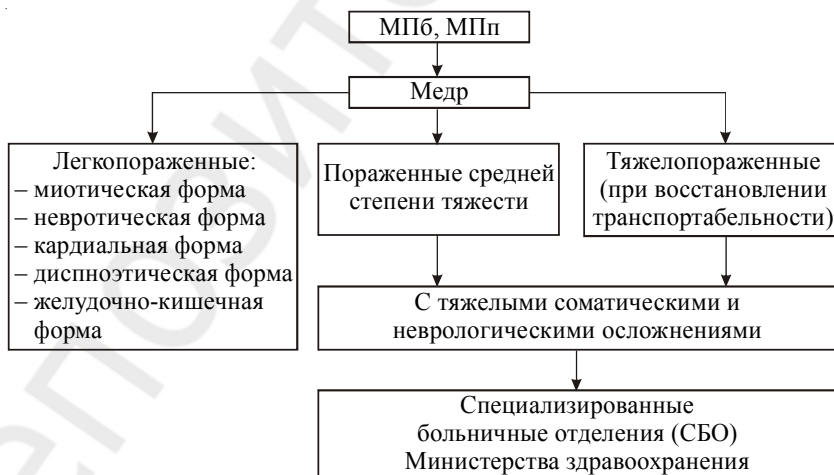 МПб, МПп
Медр
Легкопораженные:
– миотическая форма
– невротическая форма
– кардиальная форма
– диспноэтическая форма
– желудочно-кишечная
форма
Пораженные средней
степени тяжести
Тяжелопораженные
(при восстановлении
транспортабельности)
С тяжелыми соматическими и
неврологическими осложнениями
Специализированные
больничные отделения (СБО)
Министерства здравоохранения